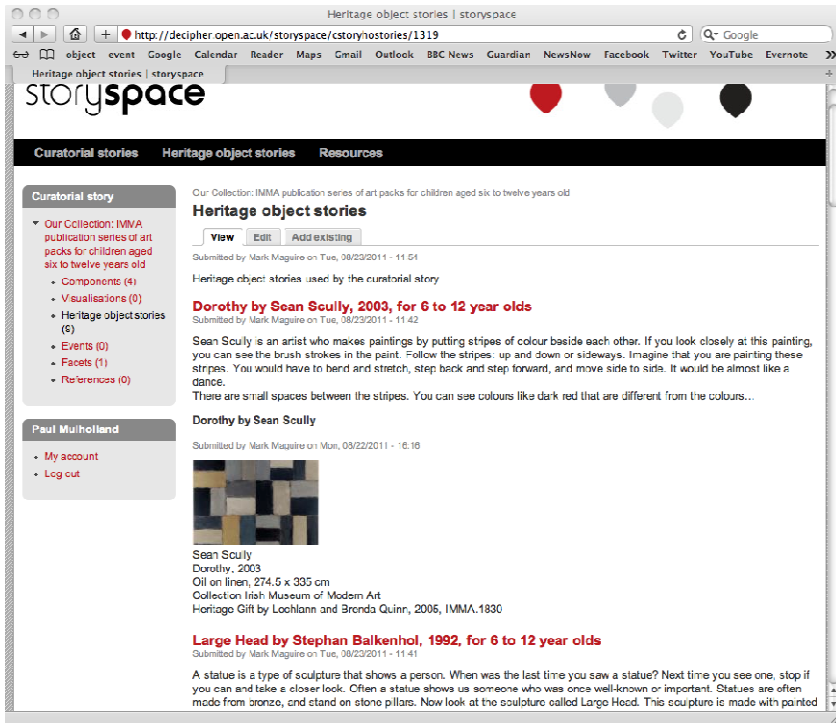 Heritage object stories | storyspace
http://decipher.open.ac.uk/storyspace/cstoryhostories/1319
Google
object event Google Calendar Reader Maps Gmail Outlook BBC News Guardian NewsNow Facebook Twitter YouTube Evernote
Heritage object stories | storyspace
storyspace
Curatorial stories Heritage object stories Resources
Curatorial story
Our Collection: IMMA
publication series of art
packs for children aged
six to twelve years old
Components (4)
Visualisations (0)
Heritage object stories
(9)
Events (0)
Facets (1)
References (0)
Paul Mulholland
My account
Log out
Our Collection: IMMA publication series of art packs for children aged six to twelve years old
Heritage object stories
View Edit Add existing
Submitted by Mark Maguire on Tue, 08/23/2011 - 11:54
Heritage object stories used by the curatorial story
Dorothy by Sean Scully, 2003, for 6 to 12 year olds
Submitted by Mark Maguire on Tue, 08/23/2011 - 11:42
Sean Scully is an artist who makes paintings by putting stripes of colour beside each other. If you look closely at this painting,
you can see the brush strokes in the paint. Follow the stripes: up and down or sideways. Imagine that you are painting these
stripes. You would have to bend and stretch, step back and step forward, and move side to side. It would be almost like a
dance.
There are small spaces between the stripes. You can see colours like dark red that are different from the colours...
Dorothy by Sean Scully
Submitted by Mark Maguire on Mon, 08/22/2011 - 16:16
Sean Scully
Dorothy, 2003
Oil on linen, 274.5 x 335 cm
Collection Irish Museum of Modern Art
Heritage Gift by Lochlann and Brenda Quinn, 2005, IMMA.1830
Large Head by Stephan Balkenhol, 1992, for 6 to 12 year olds
Submitted by Mark Maguire on Tue, 08/23/2011 - 11:41
A statue is a type of sculpture that shows a person. When was the last time you saw a statue? Next time you see one, stop if
you can and take a closer look. Often a statue shows us someone who was once well-known or important. Statues are often
made from bronze, and stand on stone pillars. Now look at the sculpture called Large Head. This sculpture is made with painted